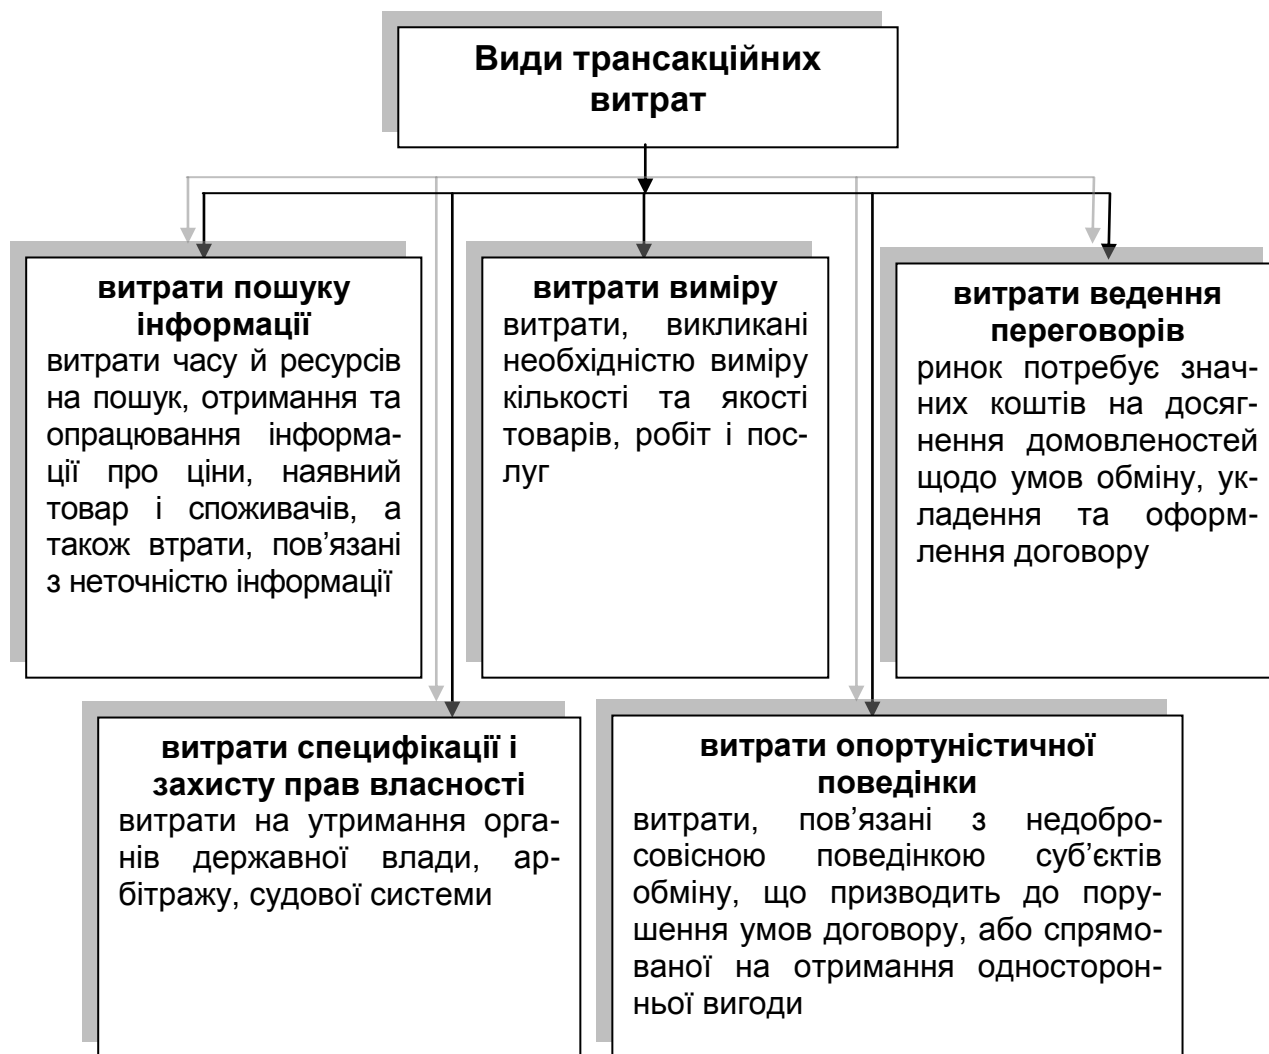 Види трансакційних
витрат
витрати пошуку
інформації
витрати часу й ресурсів
на пошук, отримання та
опрацювання інформа-
ції про ціни, наявний
товар і споживачів, а
також втрати, пов’язані
з неточністю інформації
витрати виміру
витрати, викликані
необхідністю виміру
кількості та якості
товарів, робіт і пос-
луг
витрати ведення
переговорів
ринок потребує знач-
них коштів на досяг-
нення домовленостей
щодо умов обміну, ук-
ладення та оформ-
лення договору
витрати специфікації і
захисту прав власності
витрати на утримання орга-
нів державної влади, ар-
бітражу, судової системи
витрати опортуністичної
поведінки
витрати, пов’язані з недобро-
совісною поведінкою суб’єктів
обміну, що призводить до пору-
шення умов договору, або спрямо-
ваної на отримання односторон-
ньої вигоди